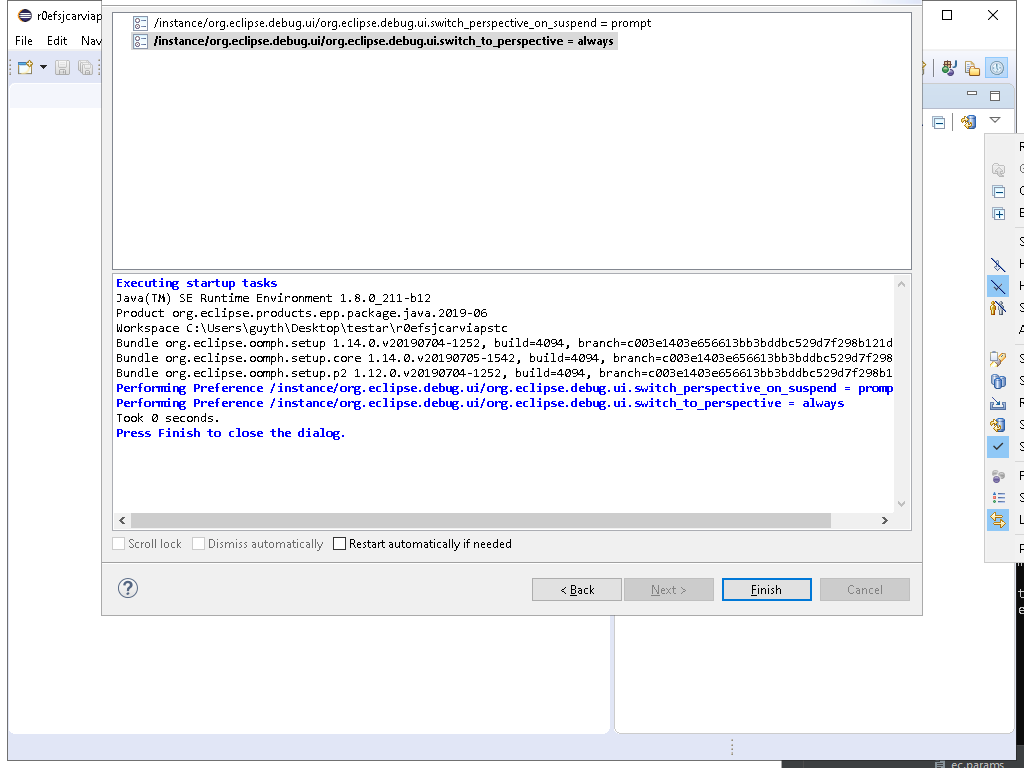 r0efsjcarviap
File Edit Nav
/instance/org.eclipse.debug.ui/org.eclipse.debug.ui.switch_perspective_on_suspend = prompt
/instance/org.eclipse.debug.ui/org.eclipse.debug.ui.switch_to_perspective = always
Executing startup tasks
Java(TM) SE Runtime Environment 1.8.0_211-b12
Product org.eclipse.products.epp.package.java.2019-06
Workspace C:\Users\guyth\Desktop\testar\r0efsjcarviapstc
Bundle org.eclipse.oomph.setup 1.14.0.v20190704-1252, build=4094, branch=c003e1403e656613bb3bddbc529d7f298b121d
Bundle org.eclipse.oomph.setup.core 1.14.0.v20190705-1542, build=4094, branch=c003e1403e656613bb3bddbc529d7f298
Bundle org.eclipse.oomph.setup.p2 1.12.0.v20190704-1252, build=4094, branch=c003e1403e656613bb3bddbc529d7f298b1
Performing Preference /instance/org.eclipse.debug.ui/org.eclipse.debug.ui.switch_perspective_on_suspend = promp
Performing Preference /instance/org.eclipse.debug.ui/org.eclipse.debug.ui.switch_to_perspective = always
Took 0 seconds.
Press Finish to close the dialog.
Scroll lock Dismiss automatically Restart automatically if needed
< Back Next > Finish Cancel
ec.params